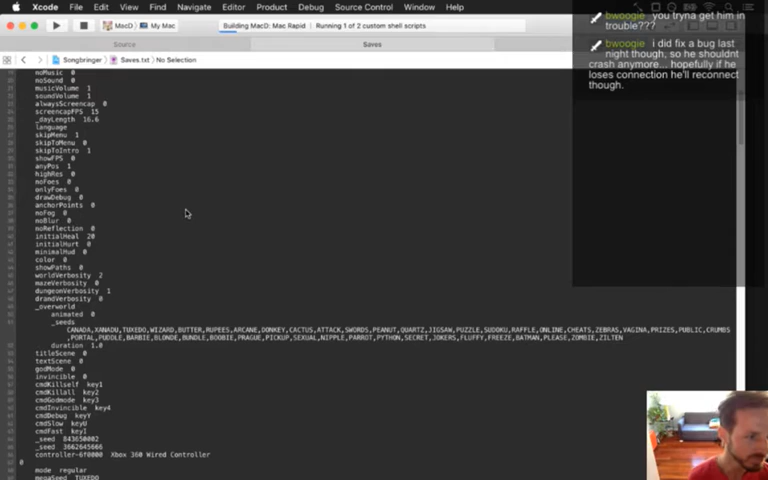 Xcode File Edit View Find Navigate Editor Product Debug Source Control Window Help
MacD My Mac
Building MacD: Mac Rapid Running 1 of 2 custom shell scripts
Source Saves
Songbringer Saves.txt No Selection
noMusic 0
noSound 0
musicVolume 1
soundVolume 1
alwaysScreencap 0
screencapFPS 15
_dayLength 16.6
language
skipMenu 1
skipToMenu 0
skipToIntro 1
showFPS 0
anyPos 1
highRes 0
noFoes 0
onlyFoes 0
drawDebug 0
anchorPoints 0
noFog 0
noBlur 0
noReflection 0
initialHeal 20
initialHurt 0
minimalHud 0
color 0
showPaths 0
worldVerbosity 2
mazeVerbosity 0
dungeonVerbosity 1
dramdVerbosity 0
_overworld
animated 0
_seeds
CANADA,XANADU,TUXEDO,WIZARD,BUTTER,RUPEES,ARCANE,DONKEY,CACTUS,ATTACK,SWORDS,PEANUT,QUARTZ,JIGSAW,PUZZLE,SUDOKU,RAFFLE,ONLINE,CHEATS,ZEBRAS,VAGINA,PRIZES,PUBLIC,CRUMBS
,PORTAL,PUDDLE,BARBIE,BLONDE,BUNDLE,BOOBIE,PRAGUE,PICKUP,SEXUAL,NIPPLE,PARROT,PYTHON,SECRET,JOKERS,FLUFFY,FREEZE,BATMAN,PLEASE,ZOMBIE,ZILTEN
duration 1.0
titleScene 0
textScene 0
godMode 0
invincible 0
cmdKillself key1
cmdKillall key2
cmdGodmode key3
cmdInvincible key4
cmdDebug keyY
cmdSlow keyU
cmdFast keyI
_seed 843650002
_seed 3662645666
controller-6f0000 Xbox 360 Wired Controller
0
mode regular
megaSeed TUXEDO
bwoogie you tryna get him in
trouble???
bwoogie i did fix a bug last
night though, so he shouldnt
crash anymore... hopefully if he
loses connection he'll reconnect
though.